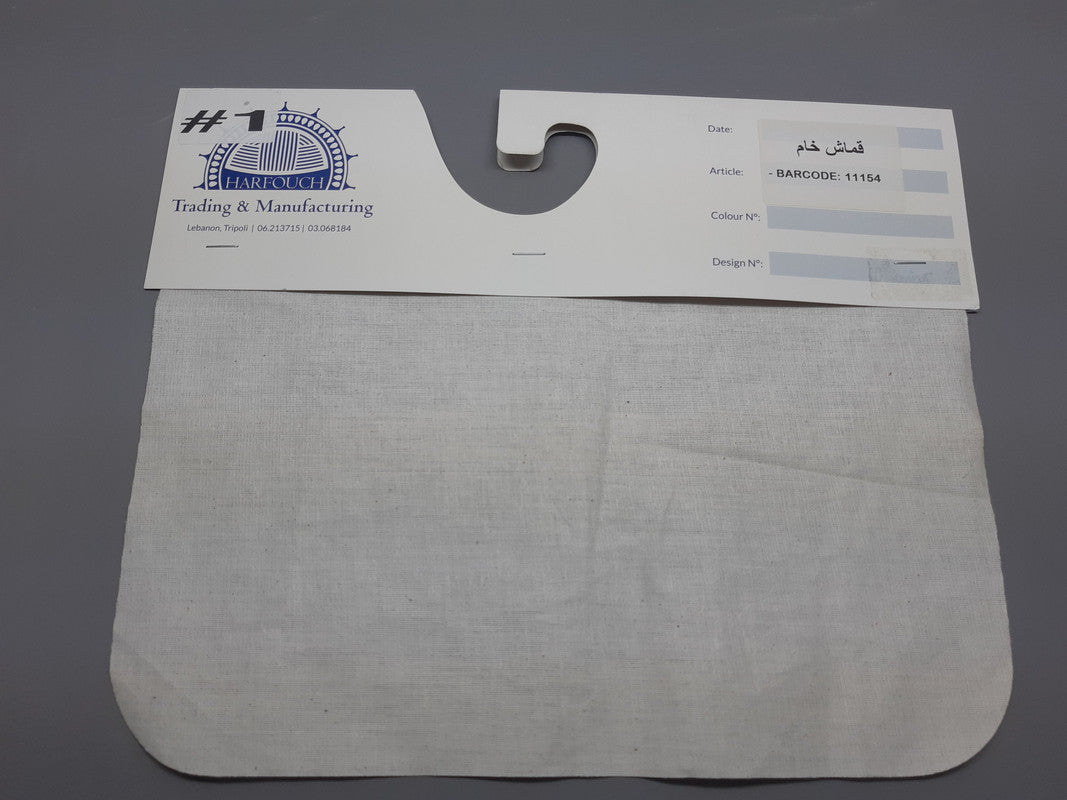 #1
HARFOUCH
Trading & Manufacturing
Lebanon, Tripoli | 06.213715 | 03.068184
Date:
قماش خام
Article:
- BARCODE: 11154
Colour N°:
Design N°: